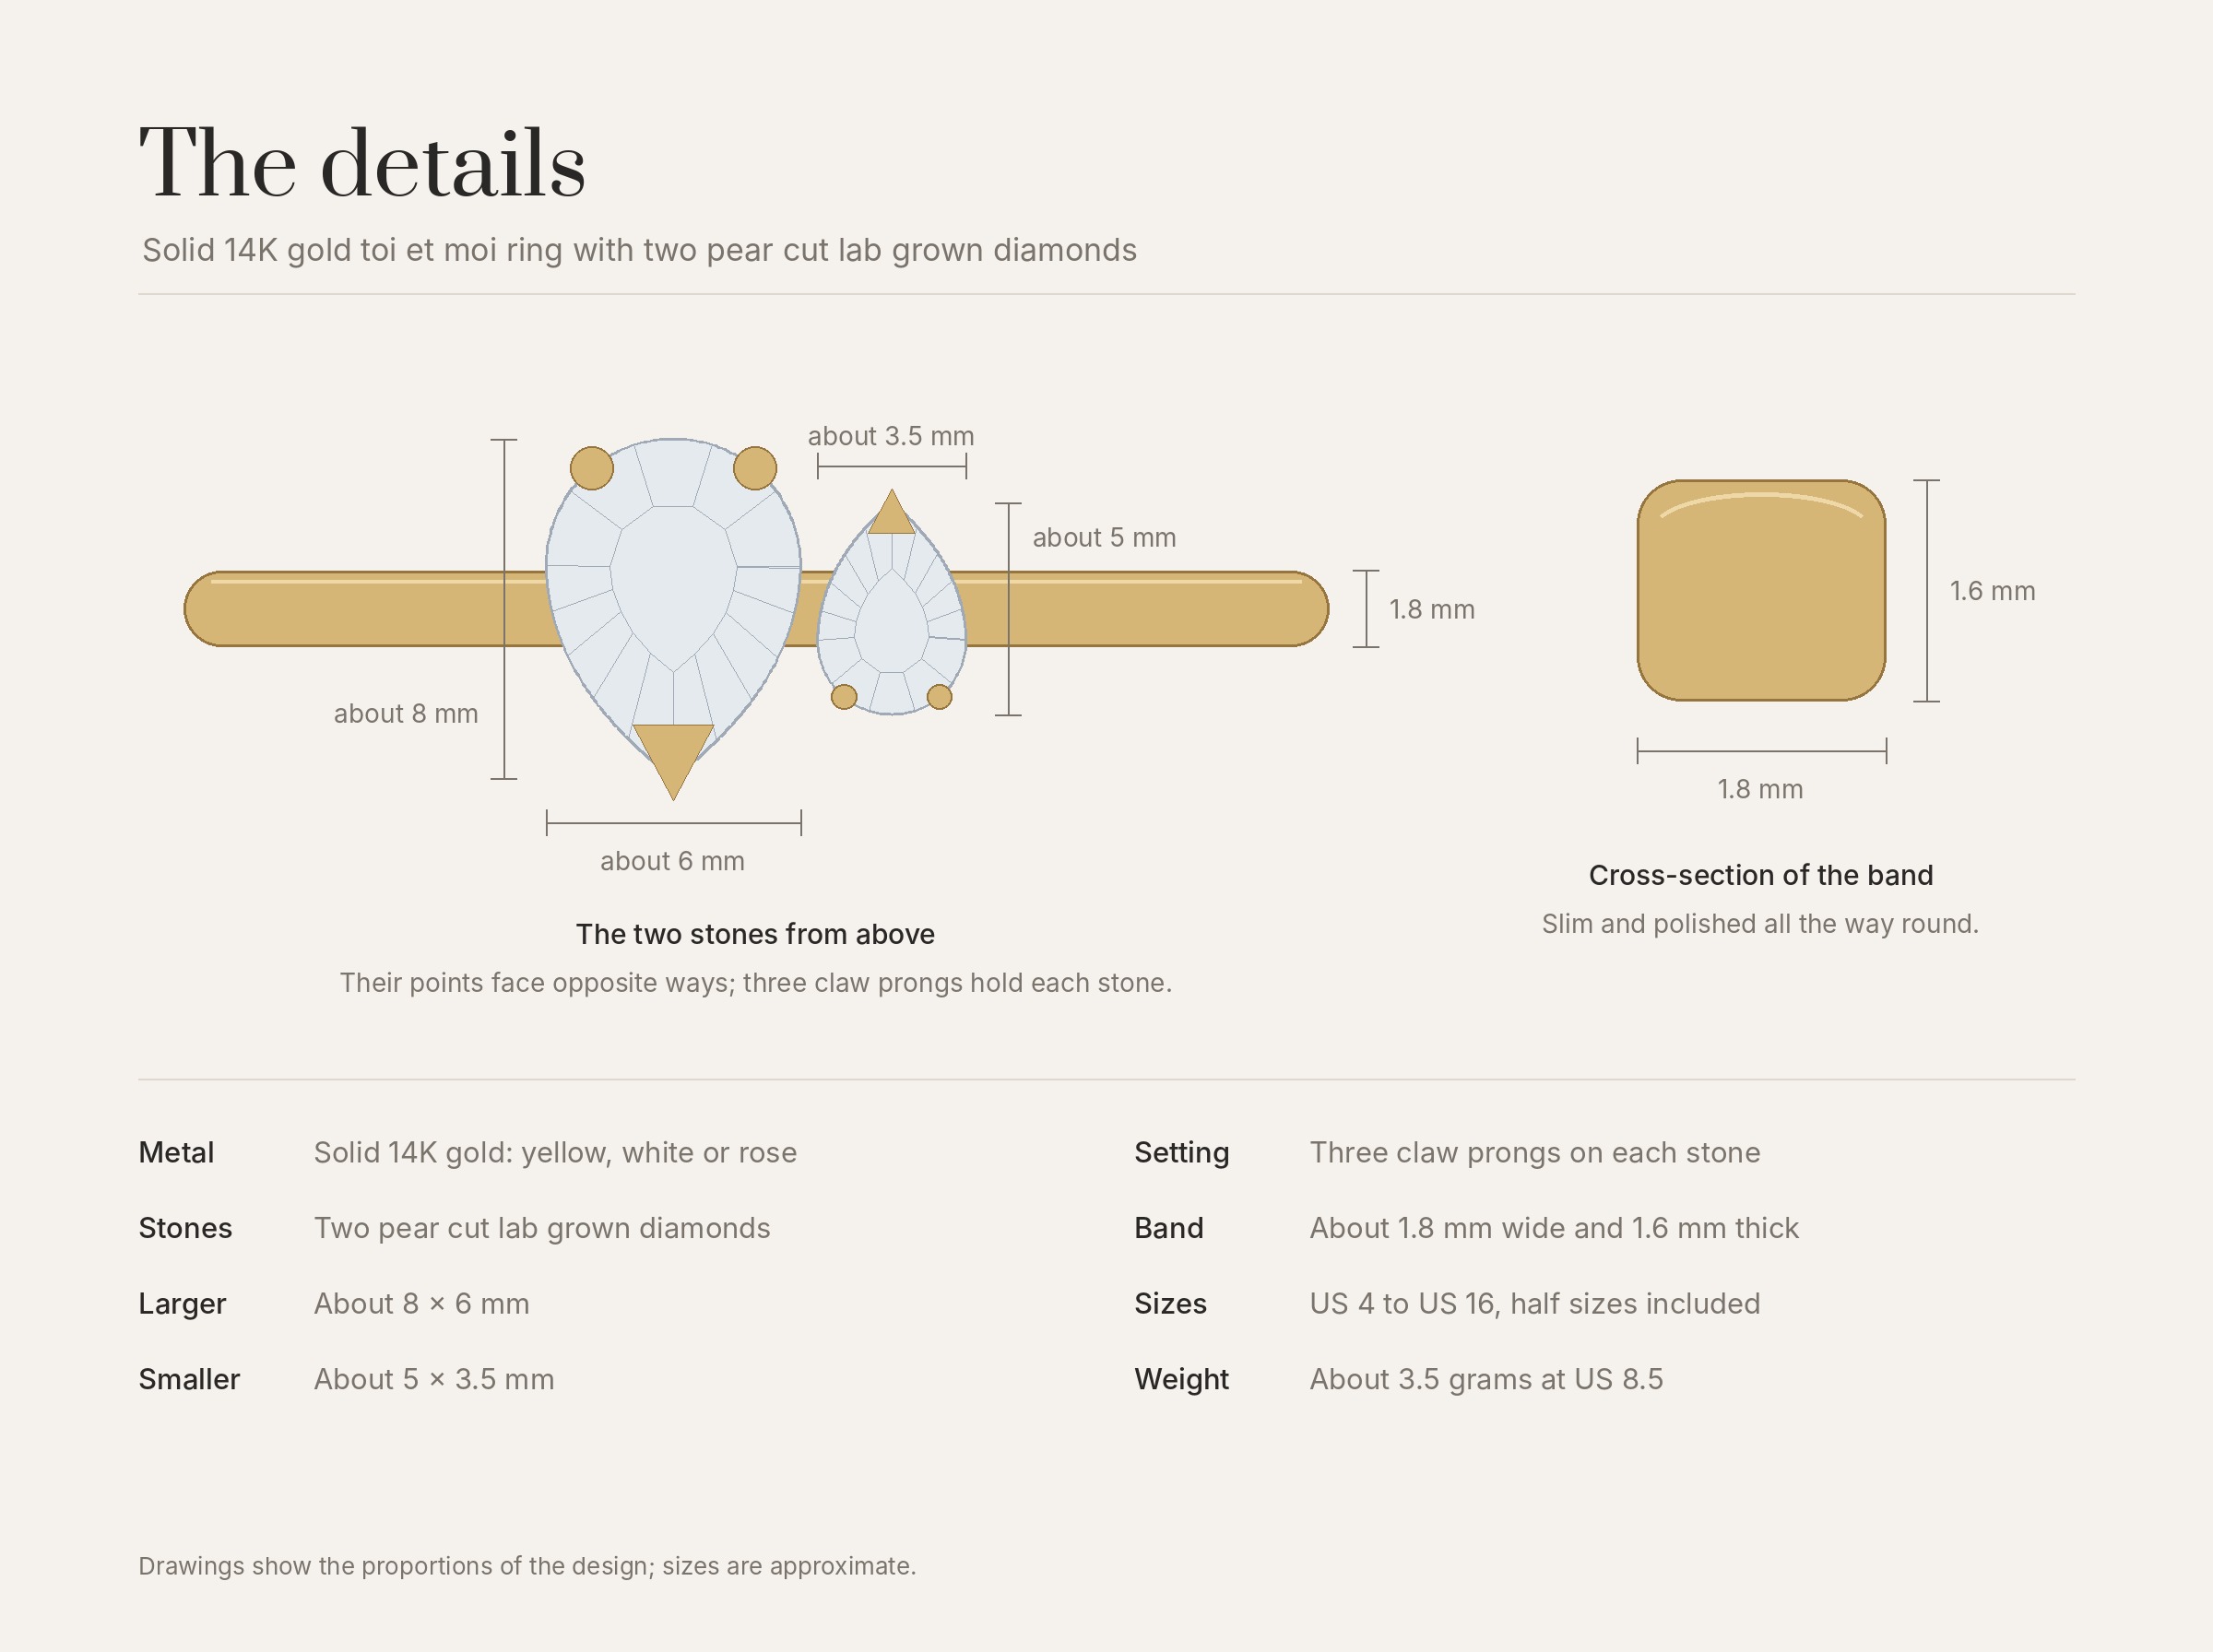 The details
Solid 14K gold toi et moi ring with two pear cut lab grown diamonds
about 3.5 mm
about 5 mm
1.8 mm
about 8 mm
about 6 mm
The two stones from above
Their points face opposite ways; three claw prongs hold each stone.
1.6 mm
1.8 mm
Cross-section of the band
Slim and polished all the way round.
Metal Solid 14K gold: yellow, white or rose
Stones Two pear cut lab grown diamonds
Larger About 8 × 6 mm
Smaller About 5 × 3.5 mm
Setting Three claw prongs on each stone
Band About 1.8 mm wide and 1.6 mm thick
Sizes US 4 to US 16, half sizes included
Weight About 3.5 grams at US 8.5
Drawings show the proportions of the design; sizes are approximate.